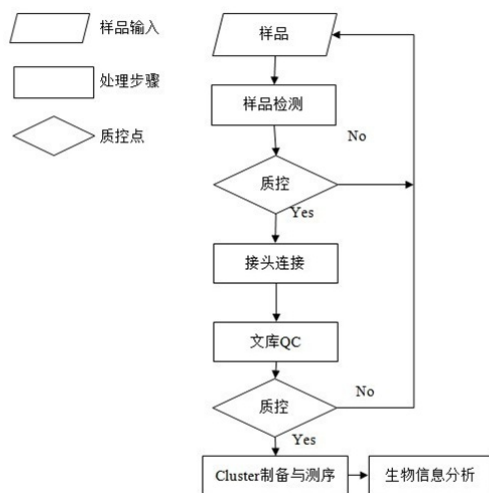 样品输入
样品
处理步骤
样品检测
No
质控点
质控
Yes
接头连接
文库QC
No
质控
Yes
Cluster制备与测序
生物信息分析